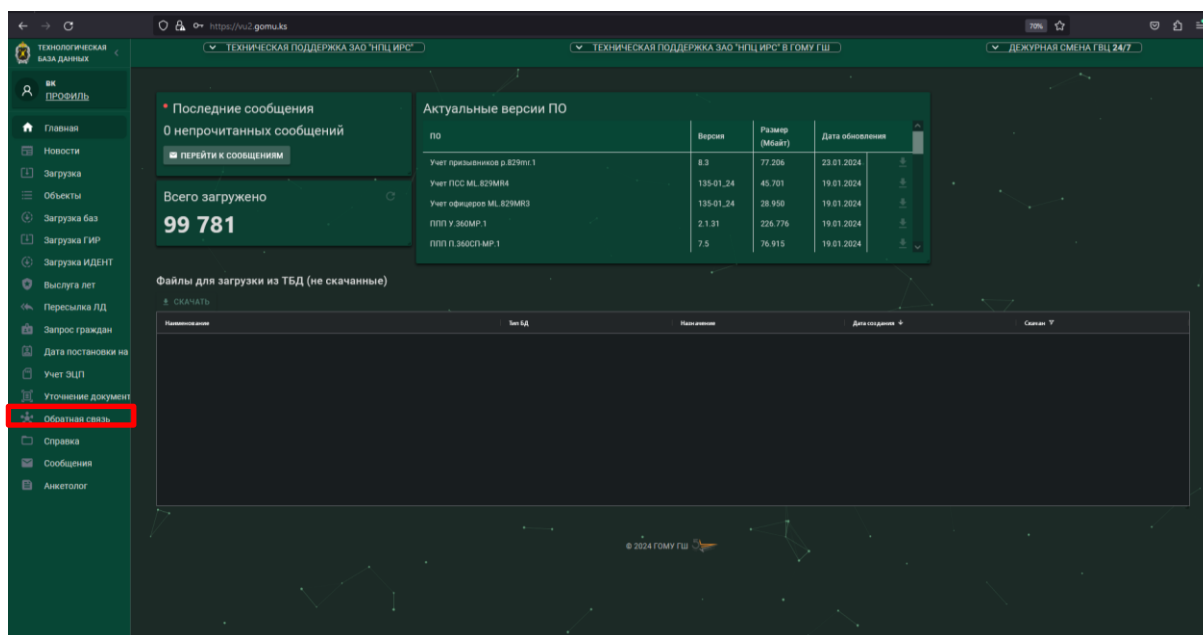 https://vu2.gomu.ks
70%
ТЕХНОЛОГИЧЕСКАЯ
БАЗА ДАННЫХ
ТЕХНИЧЕСКАЯ ПОДДЕРЖКА ЗАО "НПЦ ИРС"
ТЕХНИЧЕСКАЯ ПОДДЕРЖКА ЗАО "НПЦ ИРС" В ГОМУ ГШ
ДЕЖУРНАЯ СМЕНА ГВЦ 24/7
ВК
ПРОФИЛЬ
Главная
Новости
Загрузка
Объекты
Загрузка баз
Загрузка ГИР
Загрузка ИДЕНТ
Выслуга лет
Пересылка ЛД
Запрос граждан
Дата постановки на
Учет ЭЦП
Уточнение документ
Обратная связь
Справка
Сообщения
Анкетолог
Последние сообщения
0 непрочитанных сообщений
ПЕРЕЙТИ К СООБЩЕНИЯМ
Всего загружено
99 781
Актуальные версии ПО
ПО Версия Размер (Мбайт) Дата обновления
Учет призывников р.829mr.1 8.3 77.206 23.01.2024
Учет ПСС ML.829MR4 135-01_24 45.701 19.01.2024
Учет офицеров ML.829MR3 135-01_24 28.950 19.01.2024
ППП У.360МР.1 2.1.31 226.776 19.01.2024
ППП П.360СП-МР.1 7.5 76.915 19.01.2024
Файлы для загрузки из ТБД (не скачанные)
СКАЧАТЬ
Наименование Тип БД Назначение Дата создания Скачан
© 2024 ГОМУ ГШ